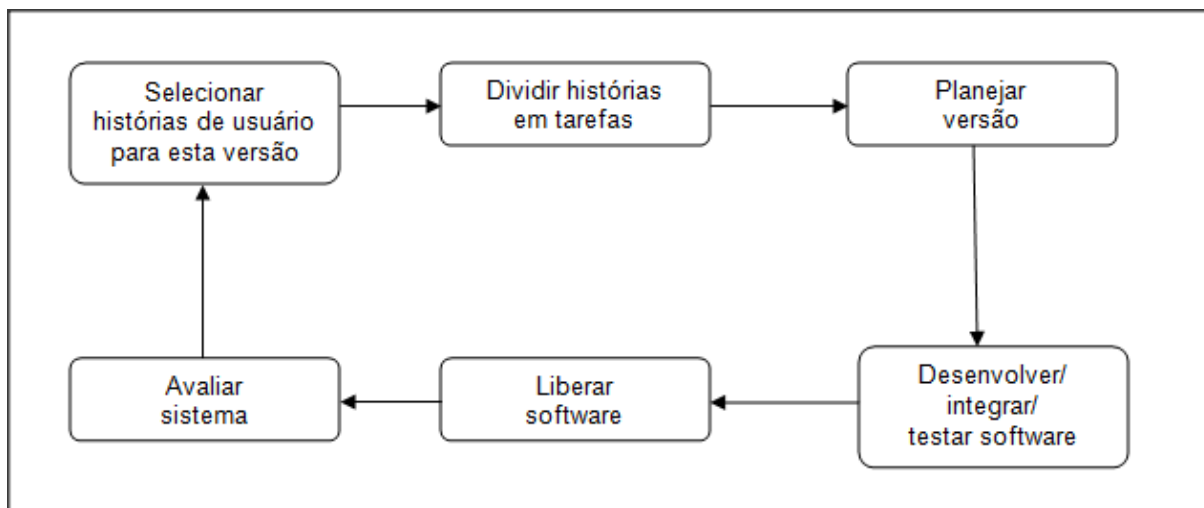 Selecionar
histórias de usuário
para esta versão
Dividir histórias
em tarefas
Planejar
versão
Desenvolver/
integrar/
testar software
Liberar
software
Avaliar
sistema